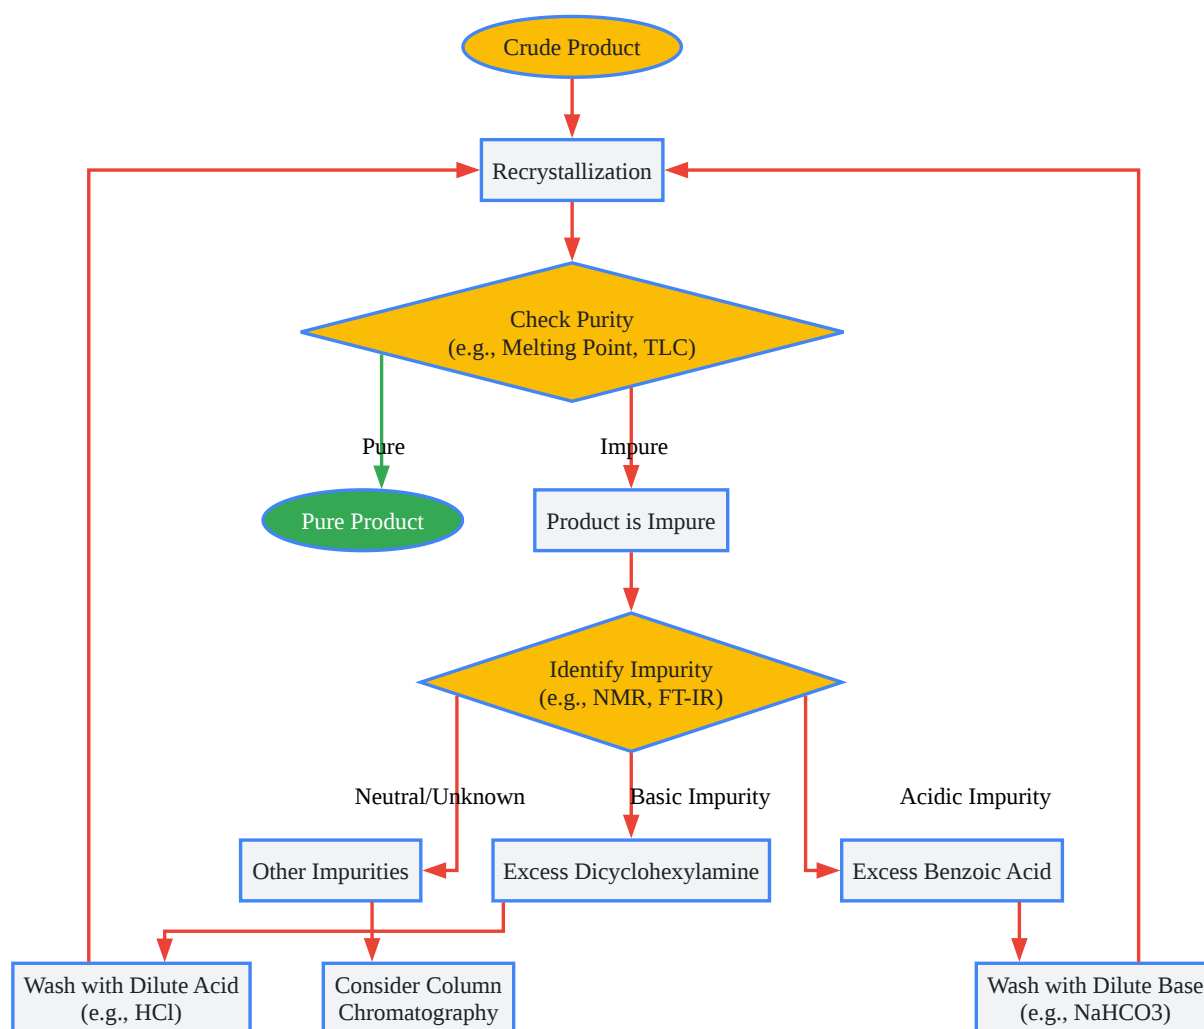 Crude Product
Recrystallization
Check Purity
(e.g., Melting Point, TLC)
Pure
Impure
Pure Product
Product is Impure
Identify Impurity
(e.g., NMR, FT-IR)
Neutral/Unknown
Basic Impurity
Acidic Impurity
Other Impurities
Excess Dicyclohexylamine
Excess Benzoic Acid
Wash with Dilute Acid
(e.g., HCl)
Consider Column
Chromatography
Wash with Dilute Base
(e.g., NaHCO3)